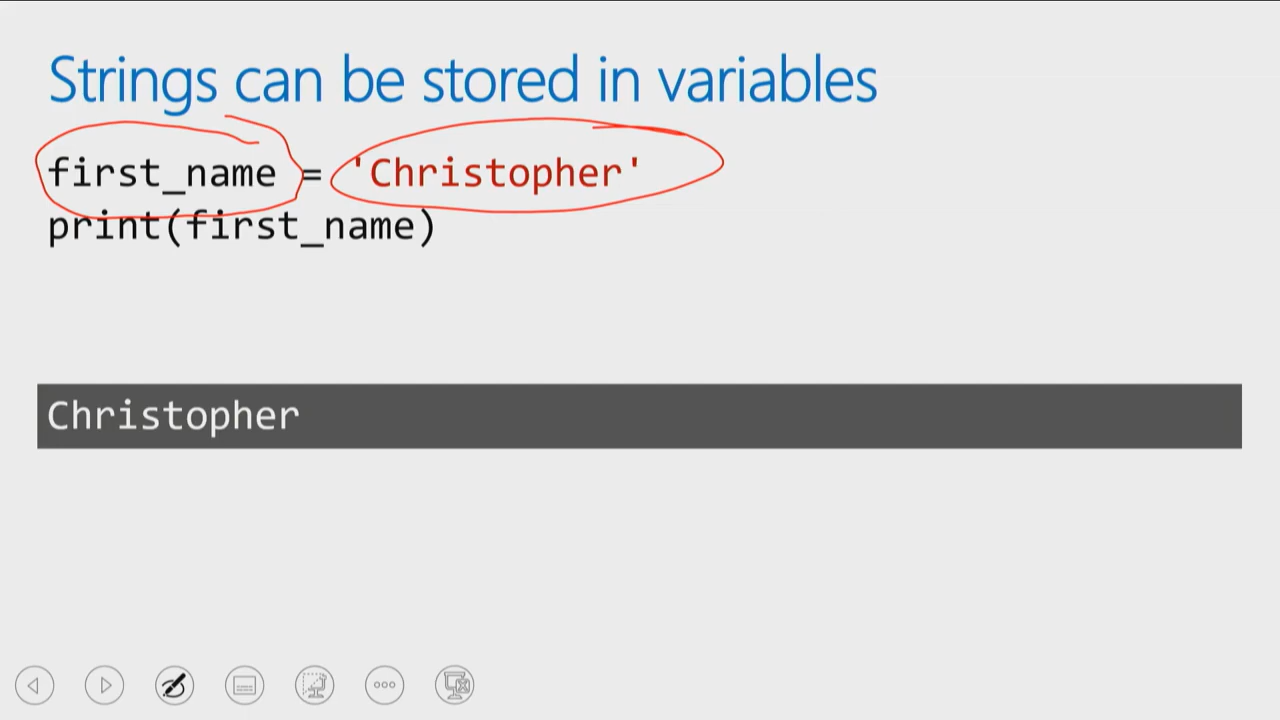 Strings can be stored in variables
first_name = 'Christopher'
print(first_name)
Christopher